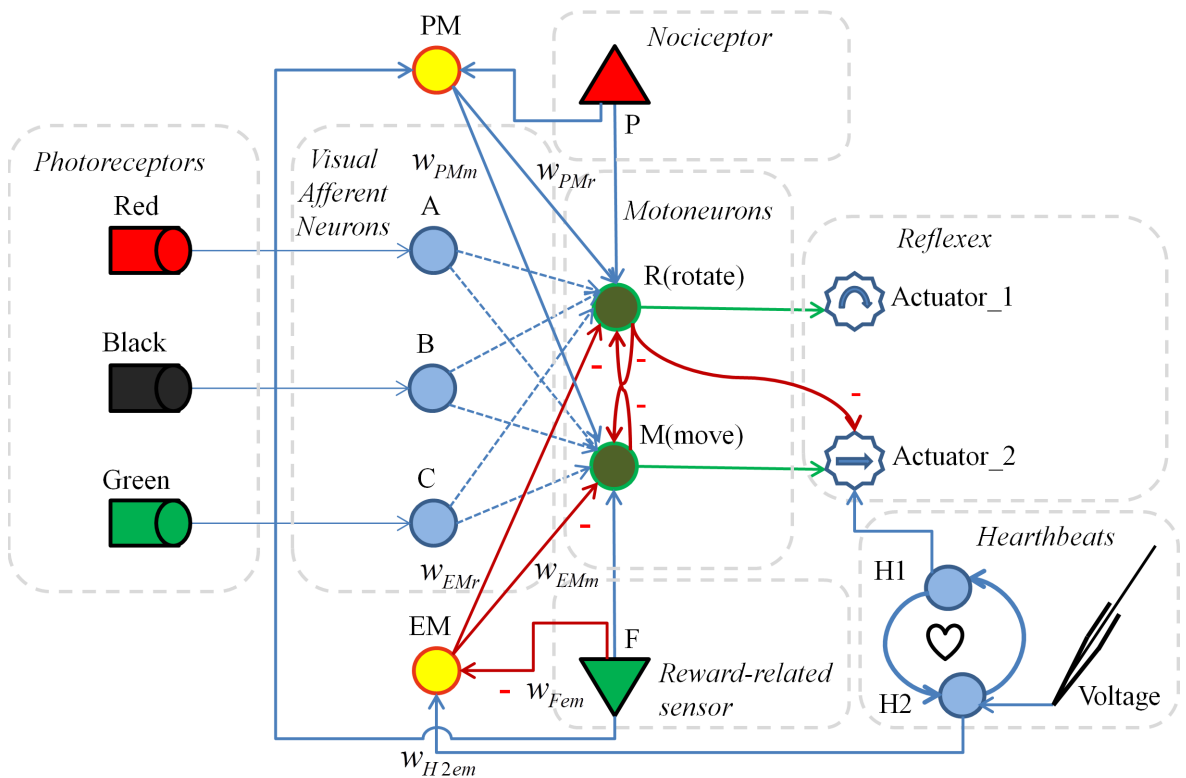 PM
Nociceptor
P
Photoreceptors
Visual
Afferent
Neurons
w_PMm
w_PMr
Motoneurons
Reflexex
Red
A
R(rotate)
Actuator_1
-
-
Black
B
-
-
M(move)
Actuator_2
Green
C
-
Hearthbeats
w_EMr
w_EMm
H1
EM
F
Reward-related
sensor
-
w_Fem
H2
Voltage
w_H2em